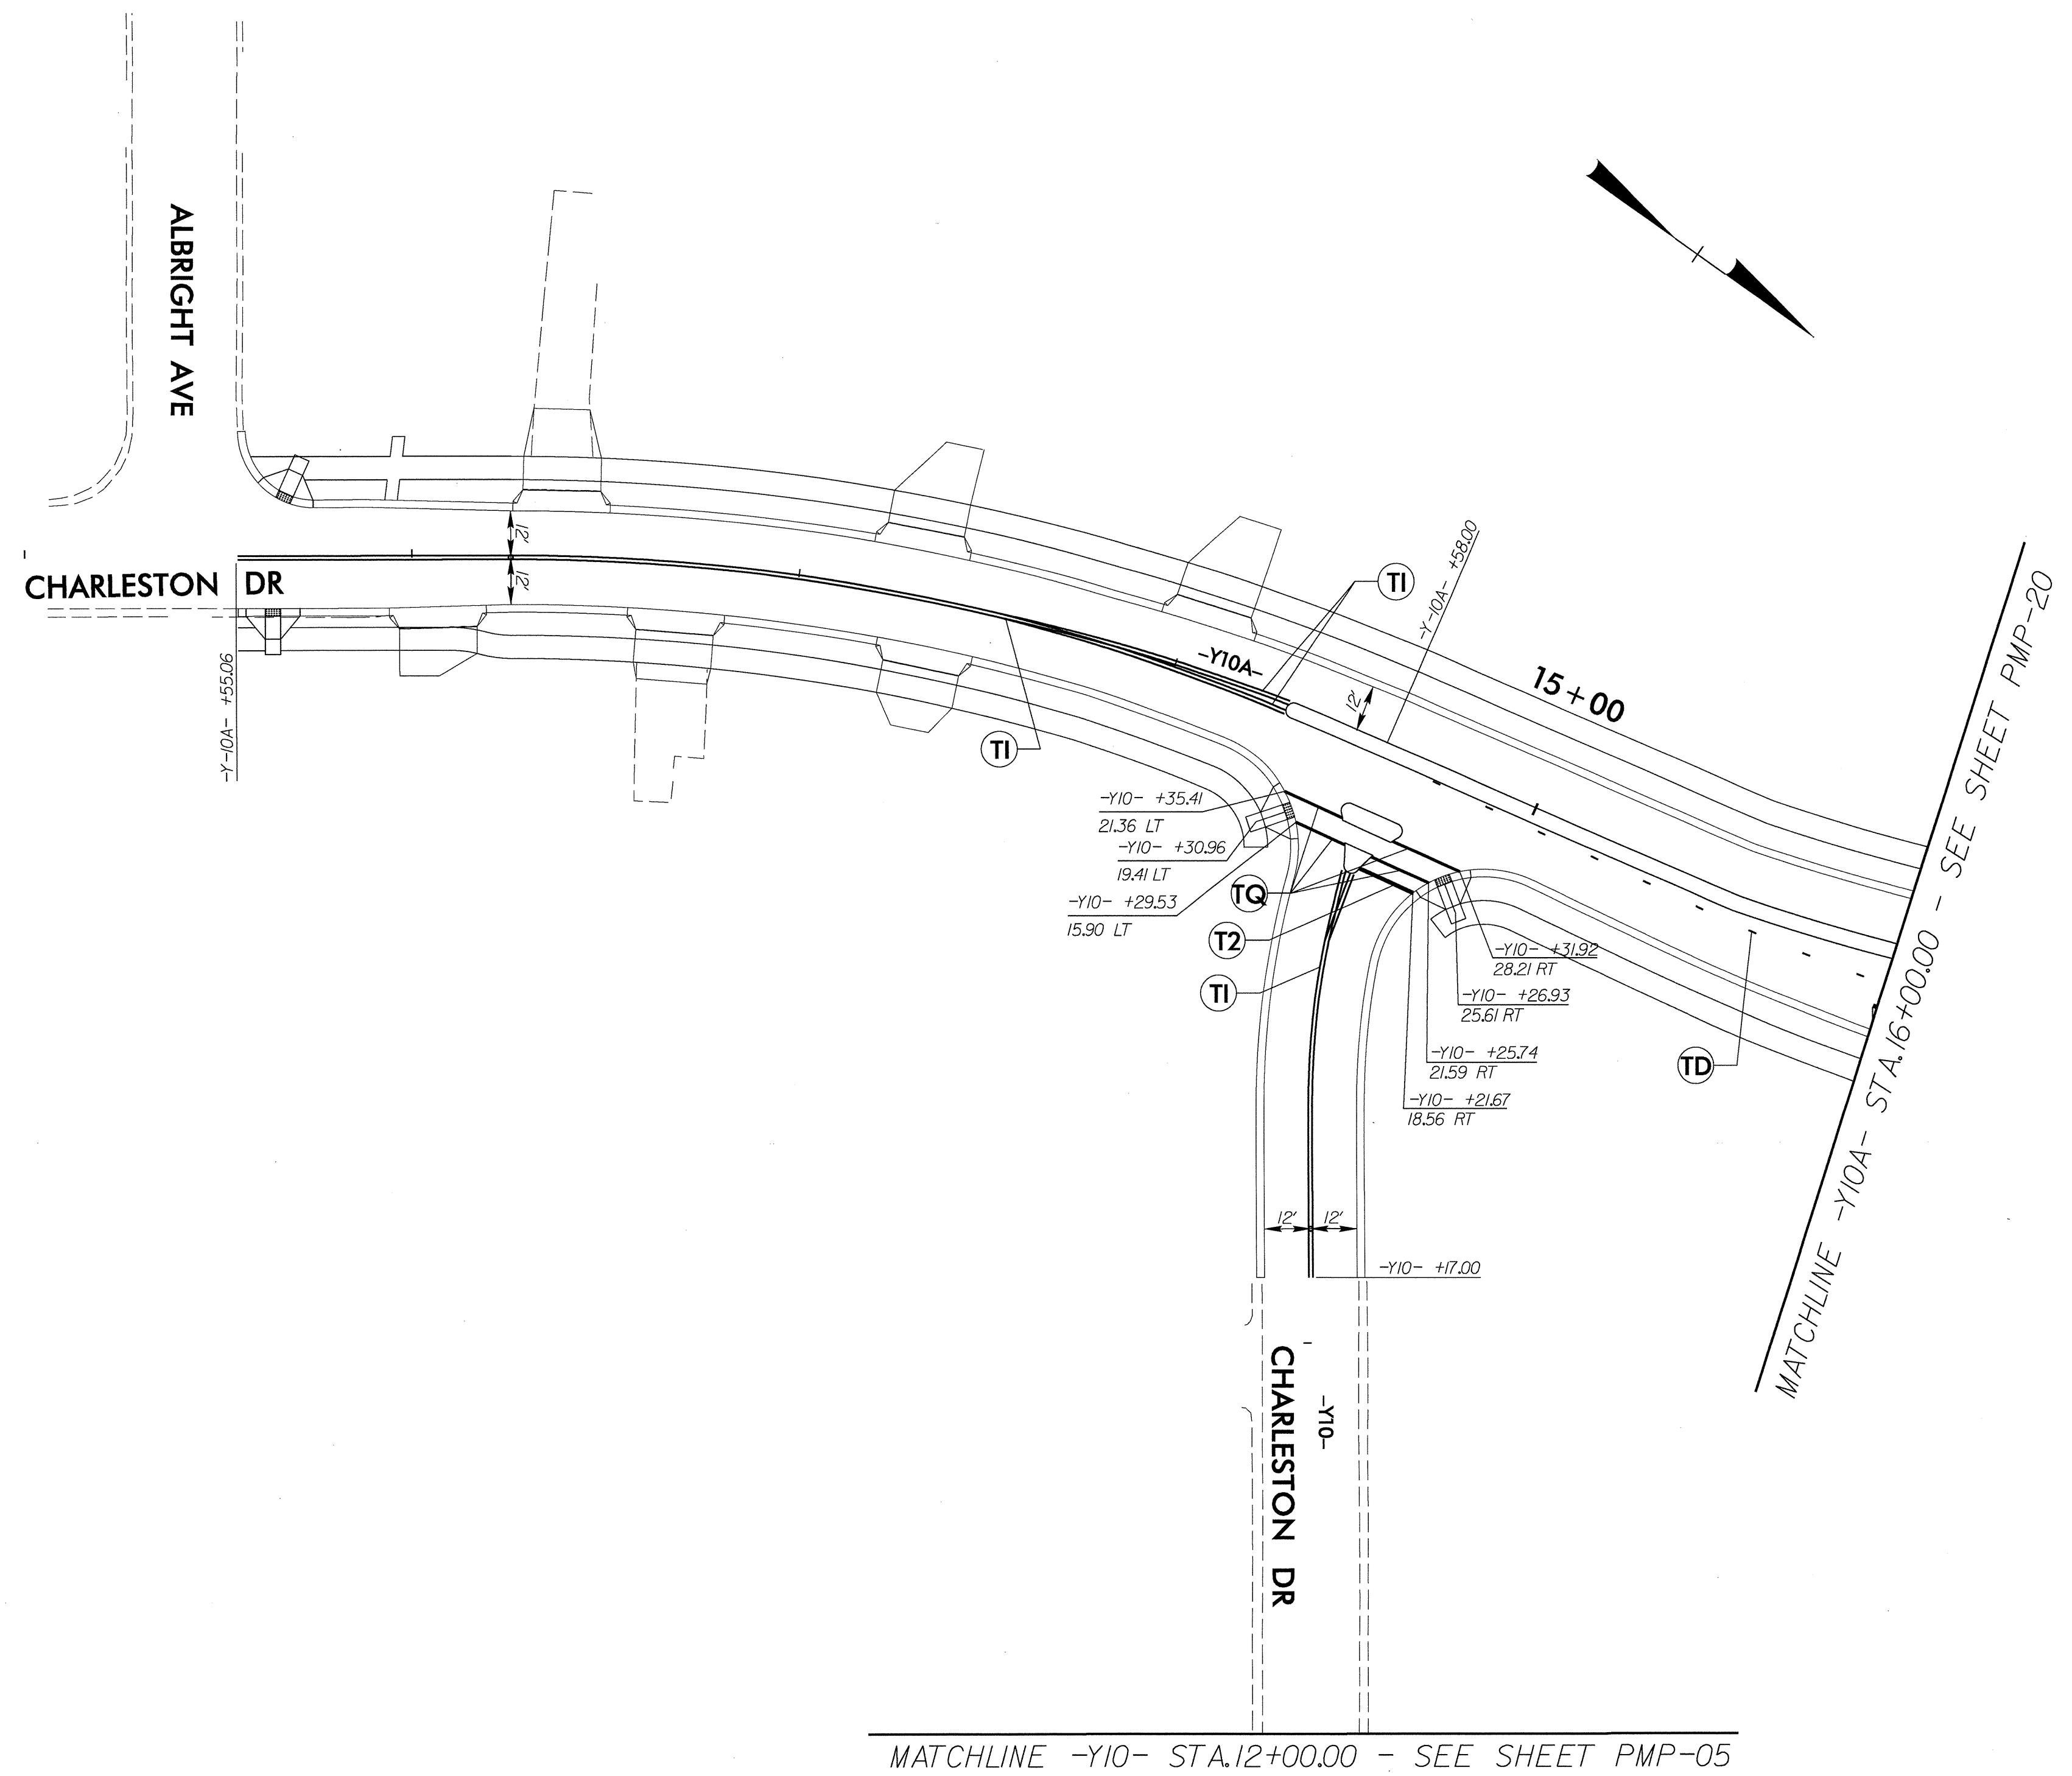 ALBRIGHT AVE
CHARLESTON DR
12'
12'
-Y-10A- +55.06
TI
-Y10A-
TI
12'
-Y-10A- +58.00
15+00
-Y10- +35.41
21.36 LT
-Y10- +30.96
19.41 LT
-Y10- +29.53
15.90 LT
TQ
T2
TI
-Y10- +31.92
28.21 RT
-Y10- +26.93
25.61 RT
-Y10- +25.74
21.59 RT
-Y10- +21.67
18.56 RT
TD
12'
12'
-Y10- +17.00
CHARLESTON DR
-Y10-
MATCHLINE -Y10A- STA.16+00.00 - SEE SHEET PMP-20
MATCHLINE -Y10- STA.12+00.00 - SEE SHEET PMP-05